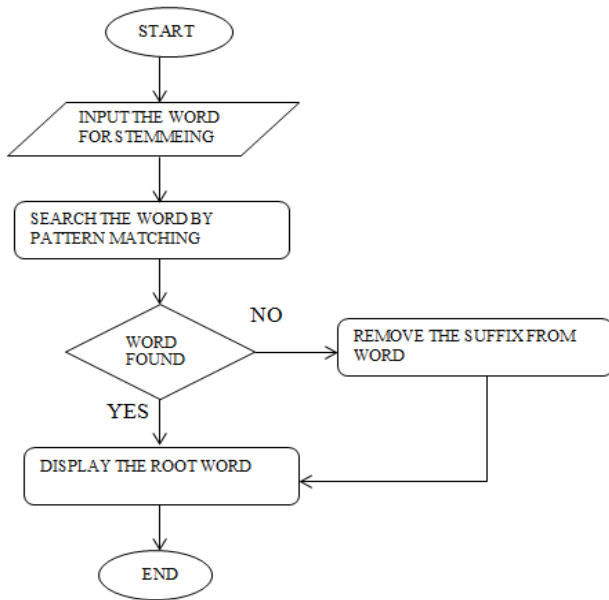 START
INPUT THE WORD
FOR STEMMEING
SEARCH THE WORD BY
PATTERN MATCHING
WORD
FOUND
NO
REMOVE THE SUFFIX FROM
WORD
YES
DISPLAY THE ROOT WORD
END